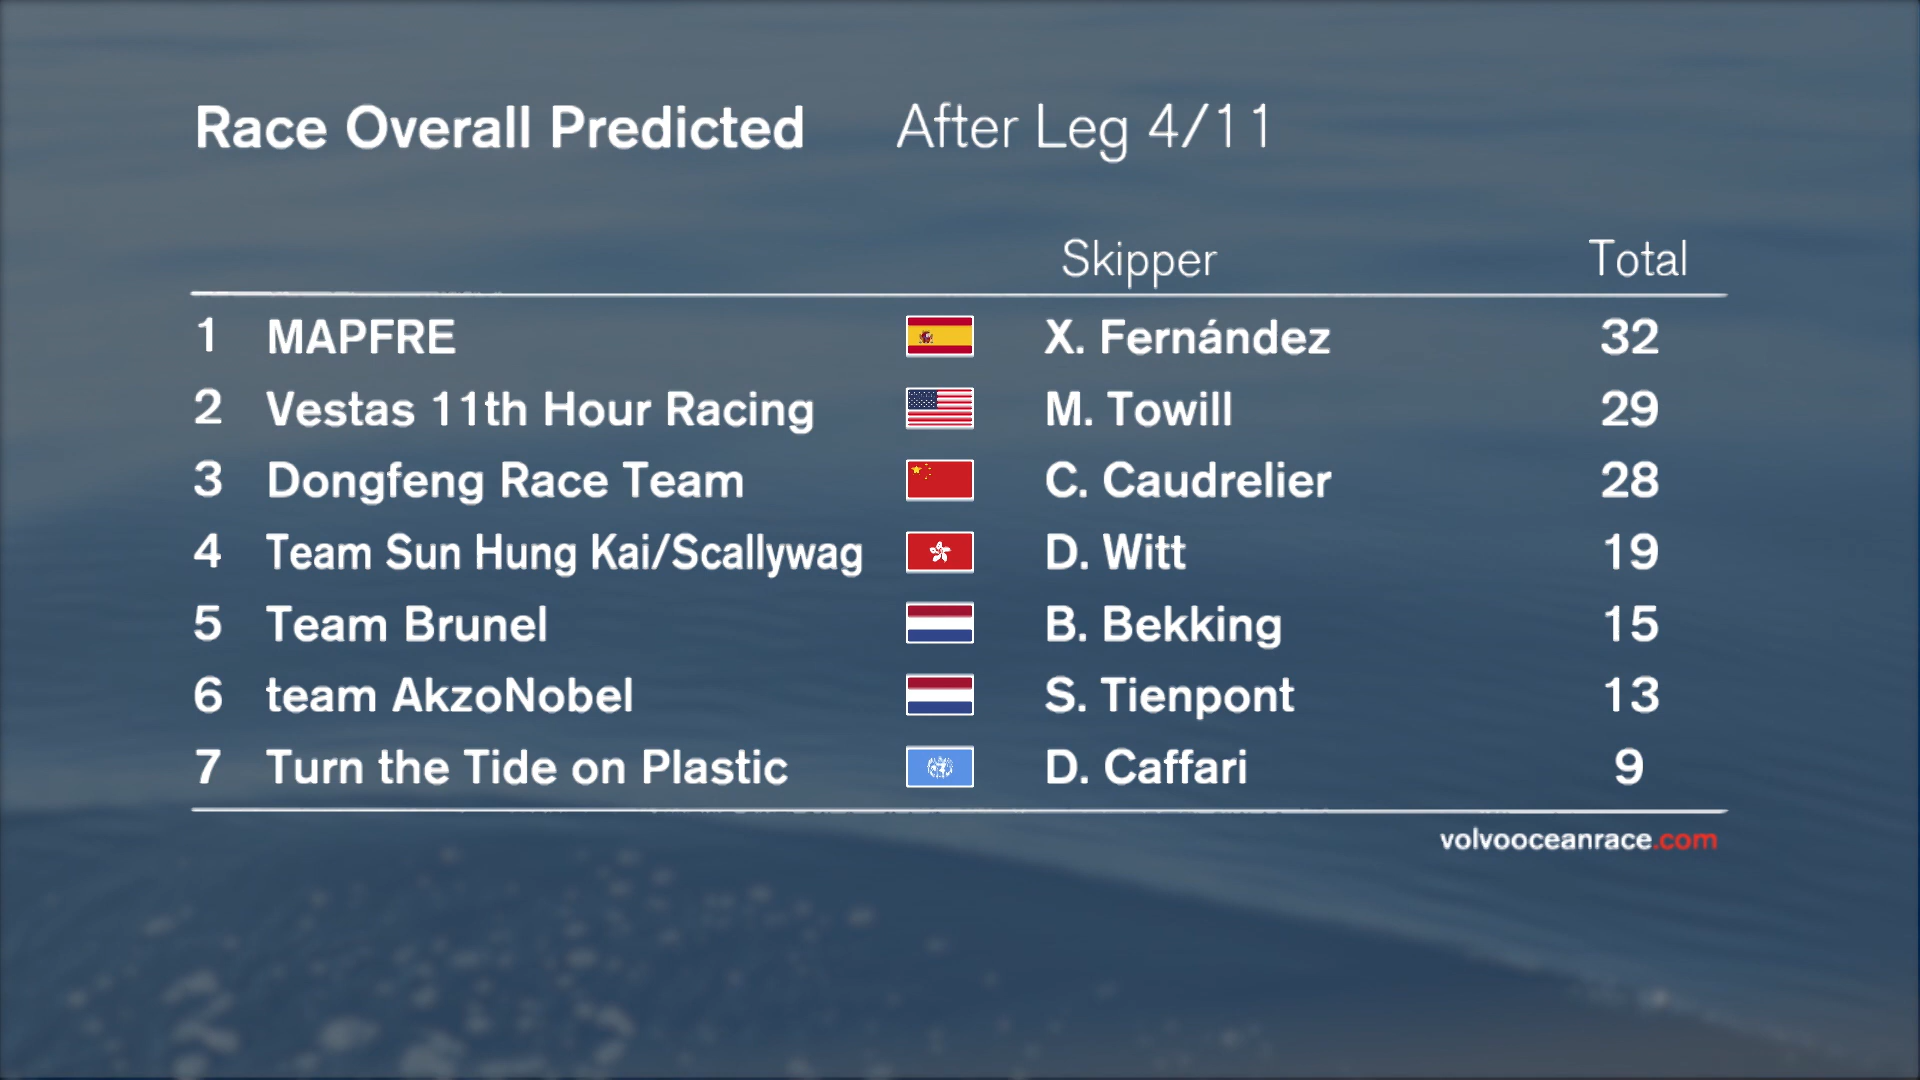 Race Overall Predicted After Leg 4/11
Skipper Total
1 MAPFRE X. Fernández 32
2 Vestas 11th Hour Racing M. Towill 29
3 Dongfeng Race Team C. Caudrelier 28
4 Team Sun Hung Kai/Scallywag D. Witt 19
5 Team Brunel B. Bekking 15
6 team AkzoNobel S. Tienpont 13
7 Turn the Tide on Plastic D. Caffari 9
volvooceanrace.com